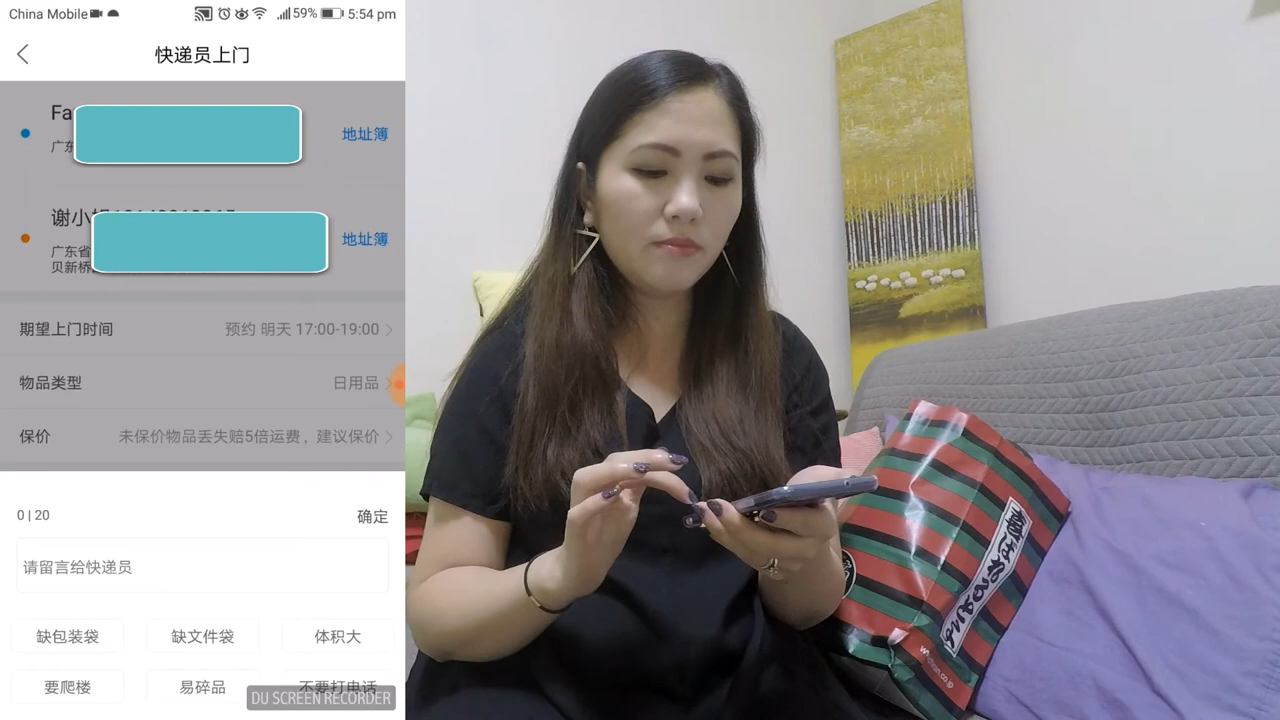 China Mobile
59%
5:54 pm
快递员上门
Fa
广东
地址簿
谢小
广东省
贝新桥
地址簿
期望上门时间
预约 明天 17:00-19:00
物品类型
日用品
保价
未保价物品丢失赔5倍运费，建议保价
0 | 20
确定
请留言给快递员
缺包装袋
缺文件袋
体积大
要爬楼
易碎品
不要打电话
DU SCREEN RECORDER